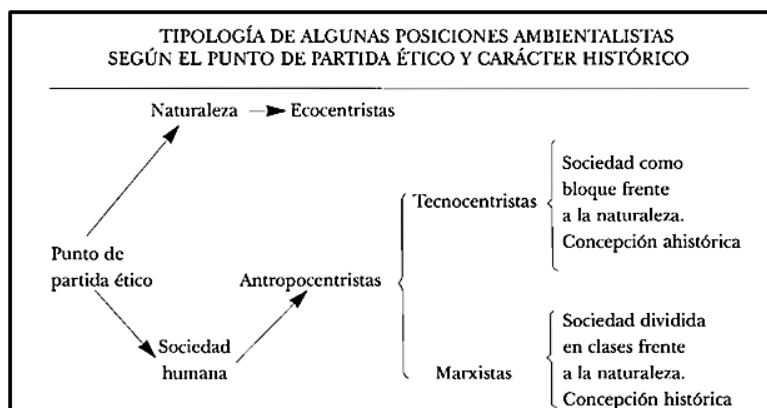 TIPOLOGÍA DE ALGUNAS POSICIONES AMBIENTALISTAS
SEGÚN EL PUNTO DE PARTIDA ÉTICO Y CARÁCTER HISTÓRICO
Naturaleza
Ecocentristas
Punto de
partida ético
Sociedad
humana
Antropocentristas
Tecnocentristas
Sociedad como
bloque frente
a la naturaleza.
Concepción ahistórica
Marxistas
Sociedad dividida
en clases frente
a la naturaleza.
Concepción histórica